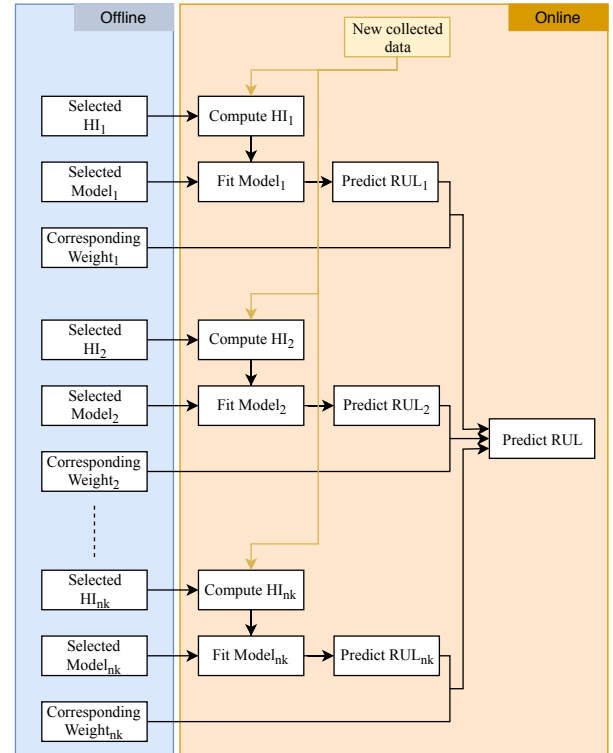 Offline
Online
New collected
data
Selected
HI₁
Compute HI₁
Selected
Model₁
Fit Model₁
Predict RUL₁
Corresponding
Weight₁
Selected
HI₂
Compute HI₂
Selected
Model₂
Fit Model₂
Predict RUL₂
Predict RUL
Corresponding
Weight₂
Selected
HIₙₖ
Compute HIₙₖ
Selected
Modelₙₖ
Fit Modelₙₖ
Predict RULₙₖ
Corresponding
Weightₙₖ